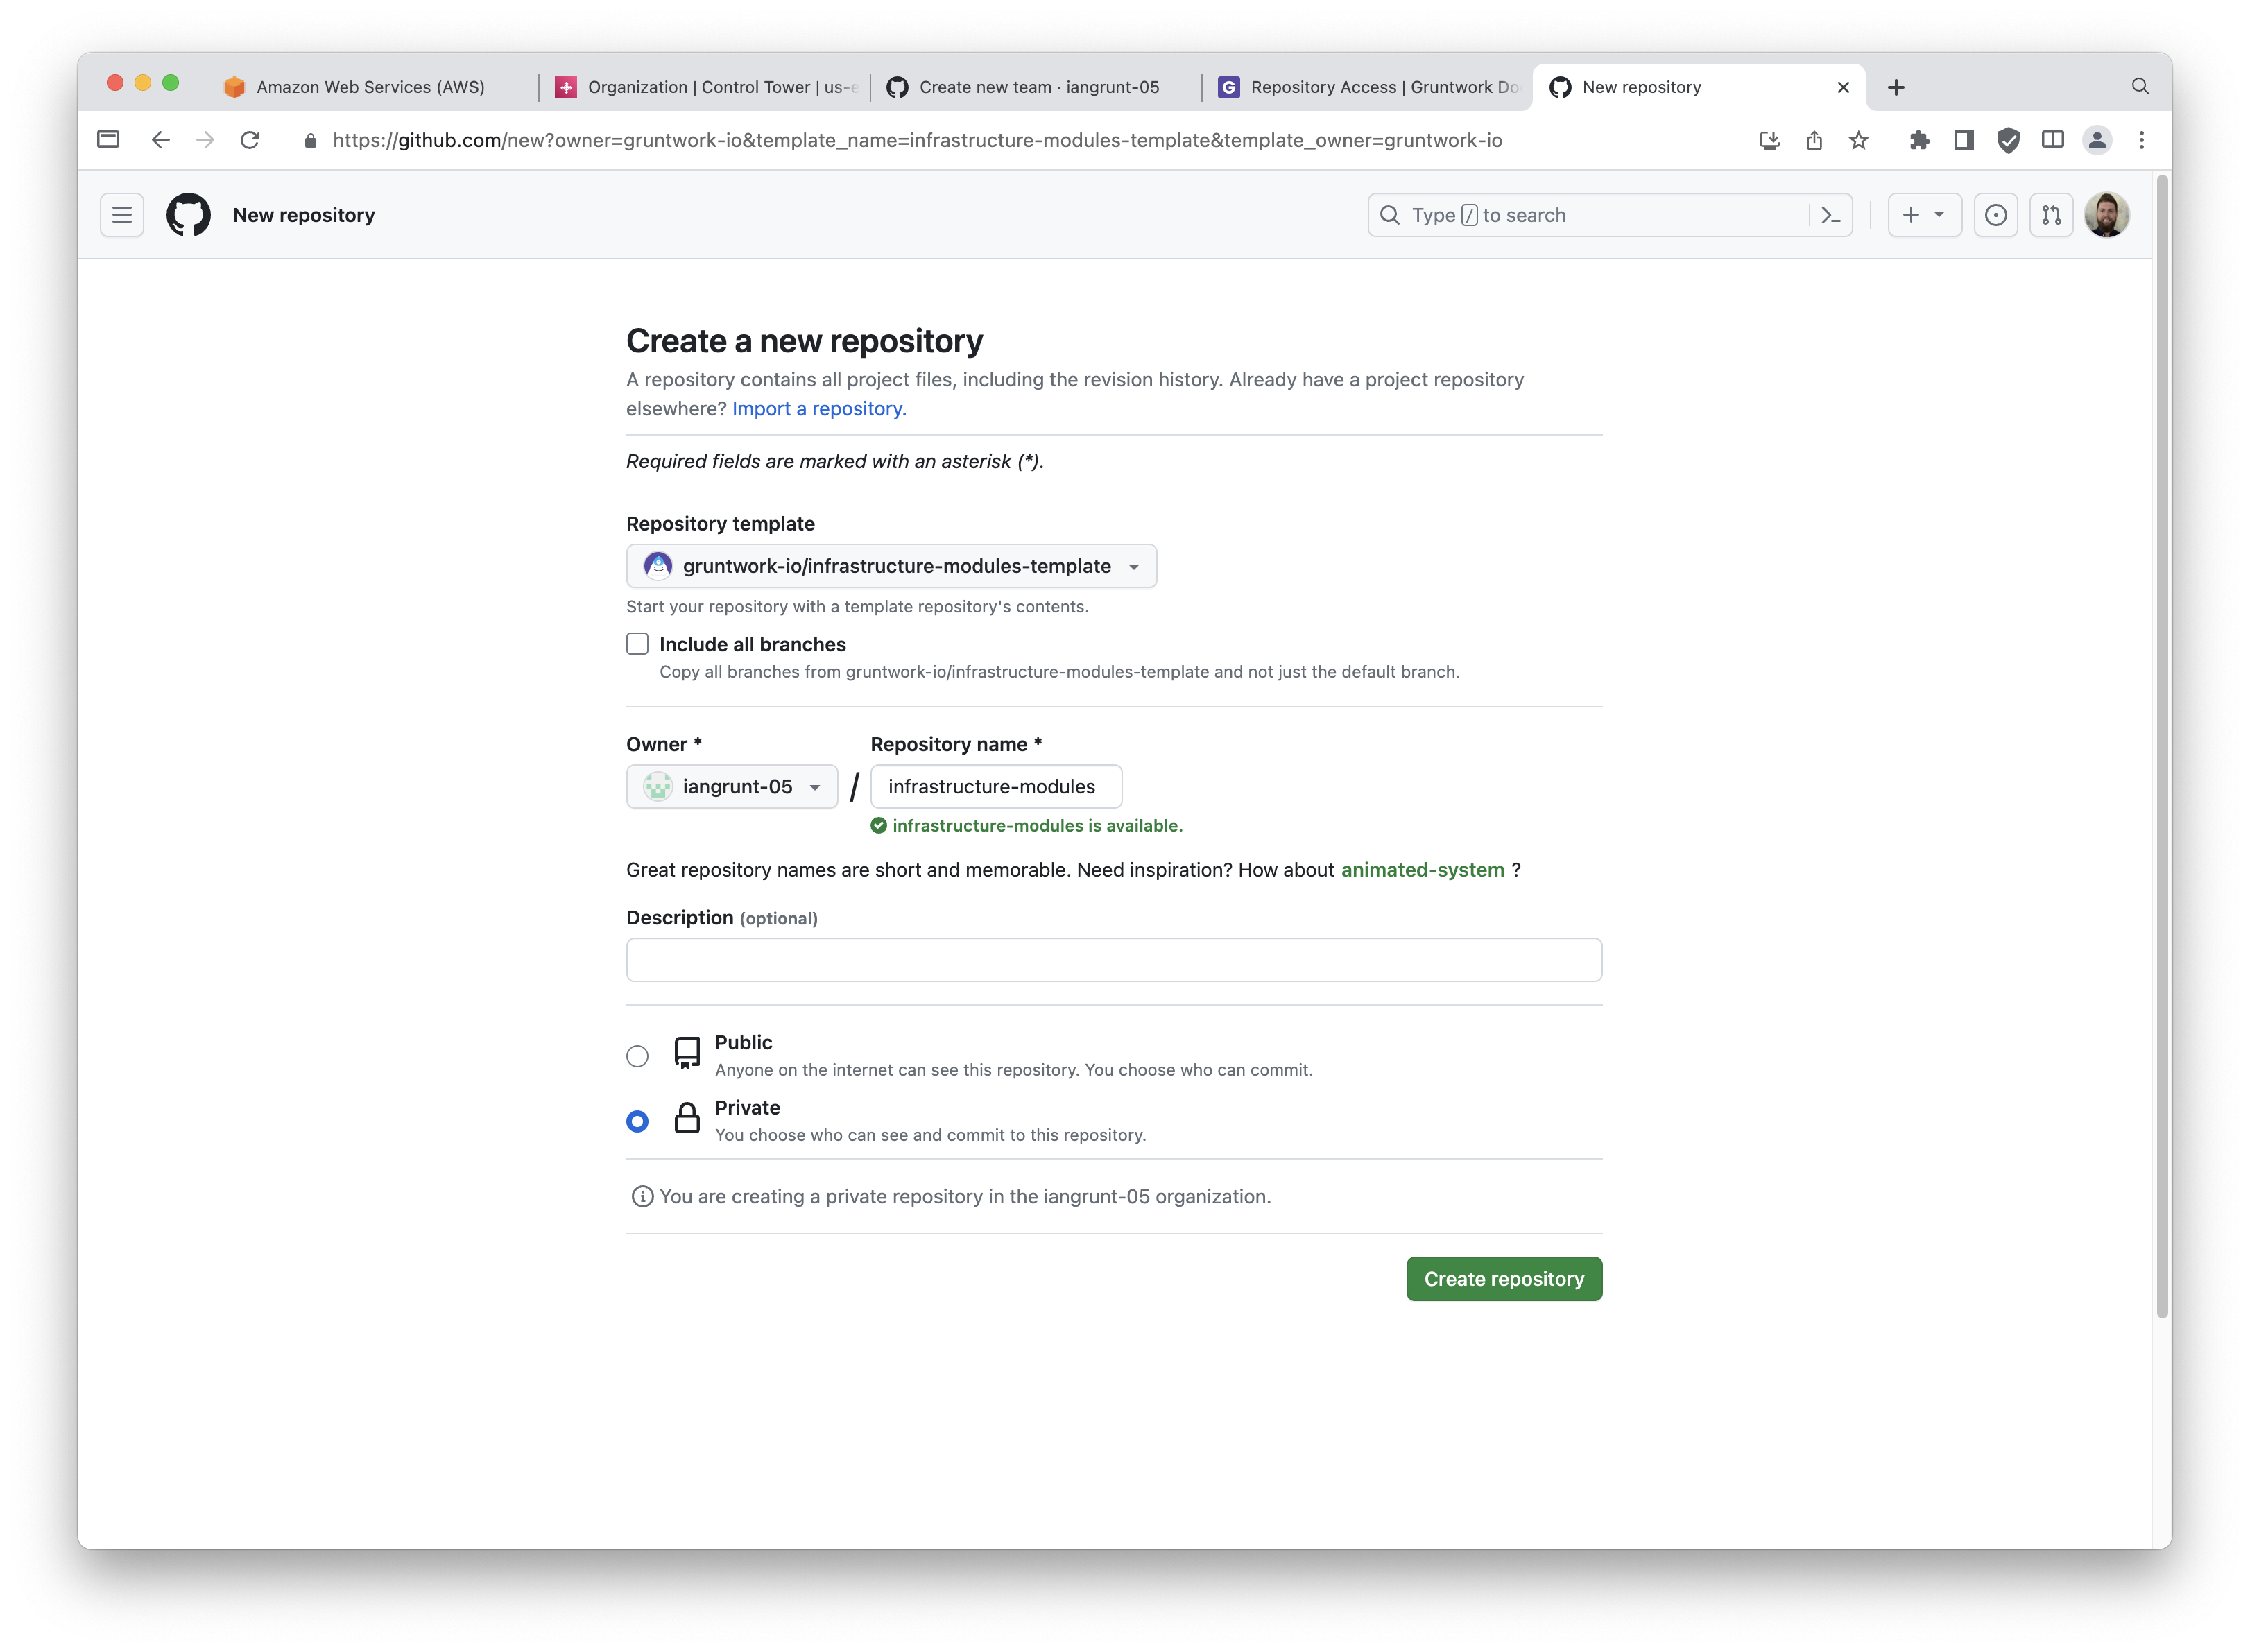 Amazon Web Services (AWS)
Organization | Control Tower | us-e
Create new team · iangrunt-05
Repository Access | Gruntwork Do
New repository
https://github.com/new?owner=gruntwork-io&template_name=infrastructure-modules-template&template_owner=gruntwork-io
New repository
Type / to search
Create a new repository
A repository contains all project files, including the revision history. Already have a project repository
elsewhere? Import a repository.
Required fields are marked with an asterisk (*).
Repository template
gruntwork-io/infrastructure-modules-template
Start your repository with a template repository's contents.
Include all branches
Copy all branches from gruntwork-io/infrastructure-modules-template and not just the default branch.
Owner * Repository name *
iangrunt-05 / infrastructure-modules
infrastructure-modules is available.
Great repository names are short and memorable. Need inspiration? How about animated-system ?
Description (optional)
Public
Anyone on the internet can see this repository. You choose who can commit.
Private
You choose who can see and commit to this repository.
You are creating a private repository in the iangrunt-05 organization.
Create repository